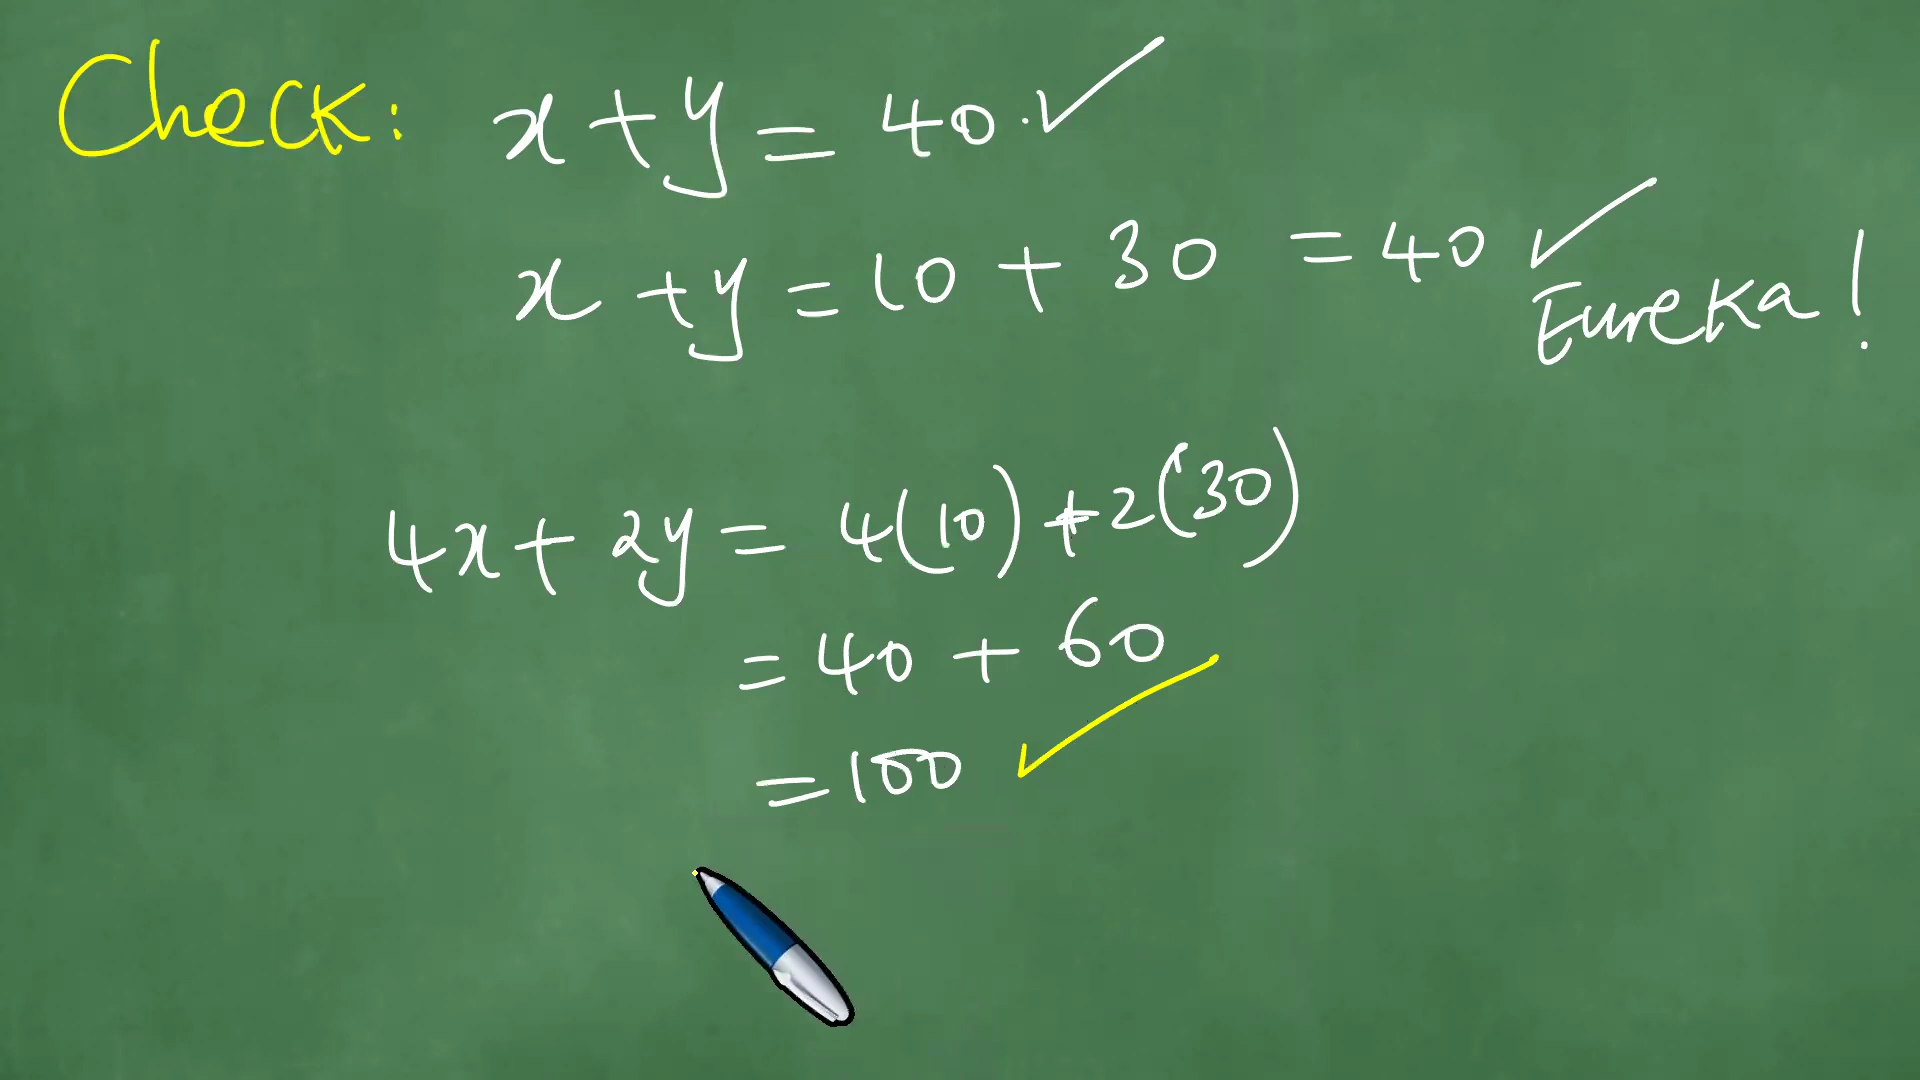 Check: x + y = 40. ✓
x + y = 10 + 30 = 40 ✓
Eureka!
4x + 2y = 4(10) + 2(30)
= 40 + 60
= 100 ✓